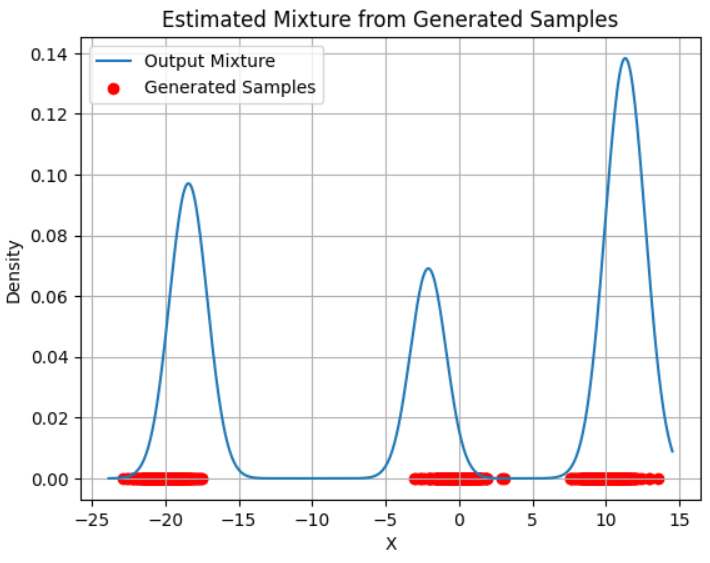 Estimated Mixture from Generated Samples
Output Mixture
Generated Samples
0.14
0.12
0.10
0.08
0.06
0.04
0.02
0.00
Density
−25 −20 −15 −10 −5 0 5 10 15
X